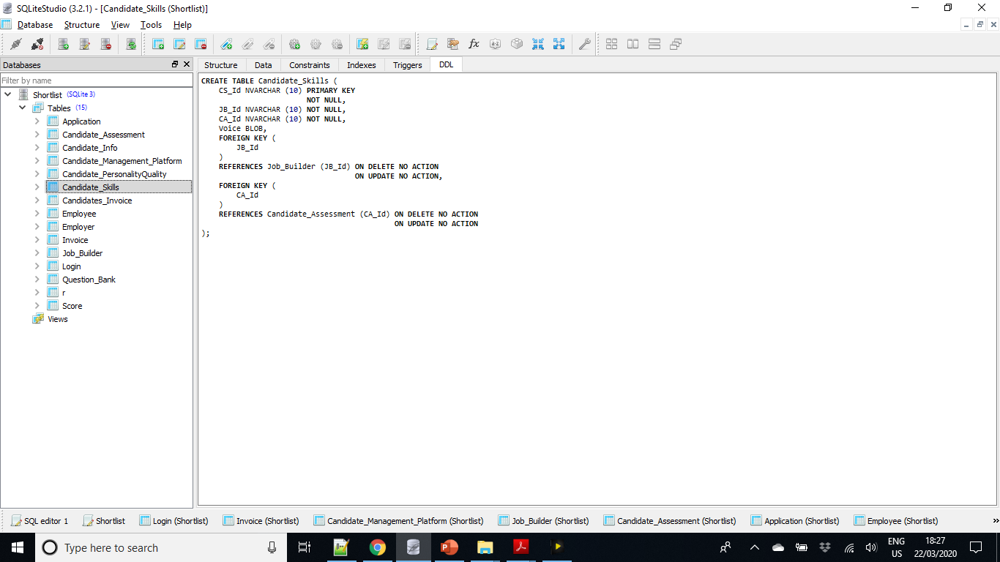 SQLiteStudio (3.2.1) - [Candidate_Skills (Shortlist)]
Database Structure View Tools Help
Databases
Filter by name
Shortlist (SQLite 3)
Tables (15)
Application
Candidate_Assessment
Candidate_Info
Candidate_Management_Platform
Candidate_PersonalityQuality
Candidate_Skills
Candidates_Invoice
Employee
Employer
Invoice
Job_Builder
Login
Question_Bank
r
Score
Views
Structure Data Constraints Indexes Triggers DDL
CREATE TABLE Candidate_Skills (
    CS_Id NVARCHAR (10) PRIMARY KEY
                        NOT NULL,
    JB_Id NVARCHAR (10) NOT NULL,
    CA_Id NVARCHAR (10) NOT NULL,
    Voice BLOB,
    FOREIGN KEY (
        JB_Id
    )
    REFERENCES Job_Builder (JB_Id) ON DELETE NO ACTION
                                   ON UPDATE NO ACTION,
    FOREIGN KEY (
        CA_Id
    )
    REFERENCES Candidate_Assessment (CA_Id) ON DELETE NO ACTION
                                            ON UPDATE NO ACTION
);
SQL editor 1 Shortlist Login (Shortlist) Invoice (Shortlist) Candidate_Management_Platform (Shortlist) Job_Builder (Shortlist) Candidate_Assessment (Shortlist) Application (Shortlist) Employee (Shortlist) »
Type here to search
ENG
US
18:27
22/03/2020